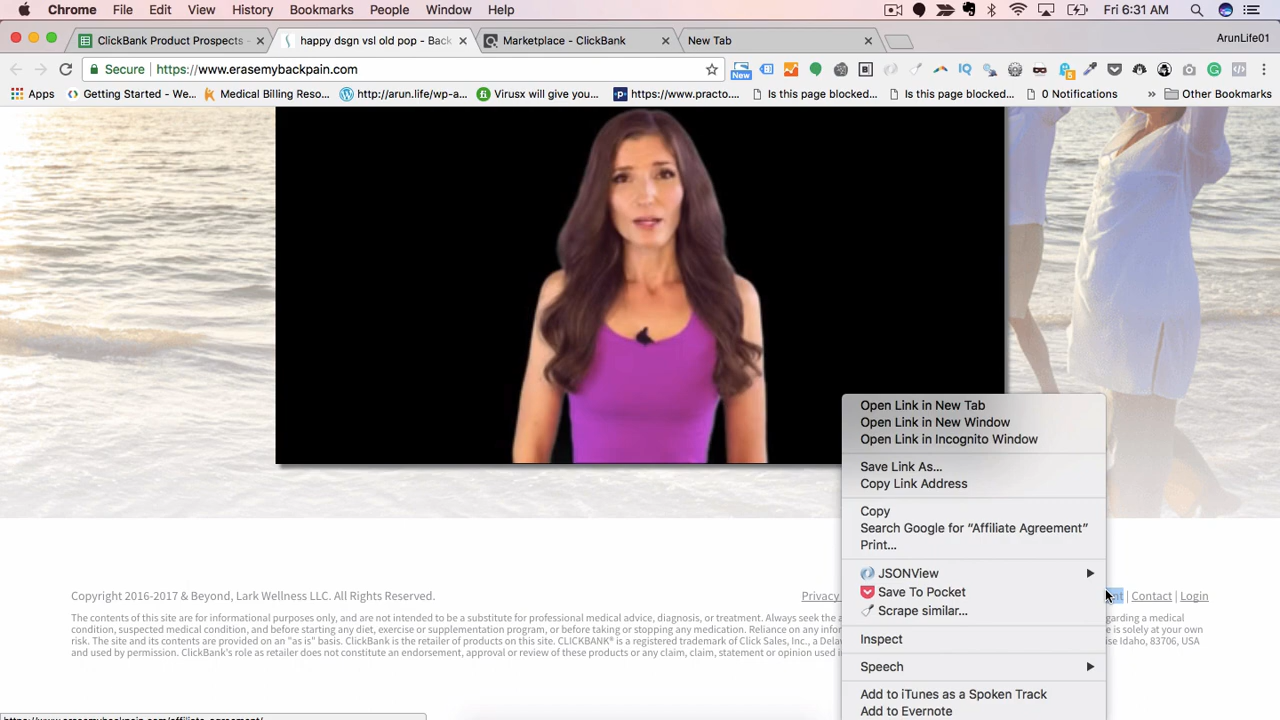 Chrome File Edit View History Bookmarks People Window Help Fri 6:31 AM
ClickBank Product Prospects - happy dsgn vsl old pop - Back Marketplace - ClickBank New Tab ArunLife01
Secure https://www.erasemybackpain.com New
Apps Getting Started - We... Medical Billing Reso... http://arun.life/wp-a... Virusx will give you... https://www.practo.... Is this page blocked... Is this page blocked... 0 Notifications » Other Bookmarks
Open Link in New Tab
Open Link in New Window
Open Link in Incognito Window
Save Link As...
Copy Link Address
Copy
Search Google for “Affiliate Agreement”
Print...
JSONView
Save To Pocket
Scrape similar...
Inspect
Speech
Add to iTunes as a Spoken Track
Add to Evernote
Copyright 2016-2017 & Beyond, Lark Wellness LLC. All Rights Reserved. Privacy nt | Contact | Login
The contents of this site are for informational purposes only, and are not intended to be a substitute for professional medical advice, diagnosis, or treatment. Always seek the a garding a medical
condition, suspected medical condition, and before starting any diet, exercise or supplementation program, or before taking or stopping any medication. Reliance on any infor e is solely at your own
risk. The site and its contents are provided on an "as is" basis. CLICKBANK® is a registered trademark of Click Sales, Inc., a Delav se Idaho, 83706, USA
and used by permission. ClickBank's role as retailer does not constitute an endorsement, approval or review of these products or any claim, claim, statement or opinion used i
https://www.erasemybackpain.com/affiliate-agreement/